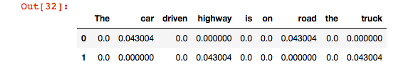 Out[32]:
The car driven highway is on road the truck
0 0.0 0.043004 0.0 0.000000 0.0 0.0 0.043004 0.0 0.000000
1 0.0 0.000000 0.0 0.043004 0.0 0.0 0.000000 0.0 0.043004